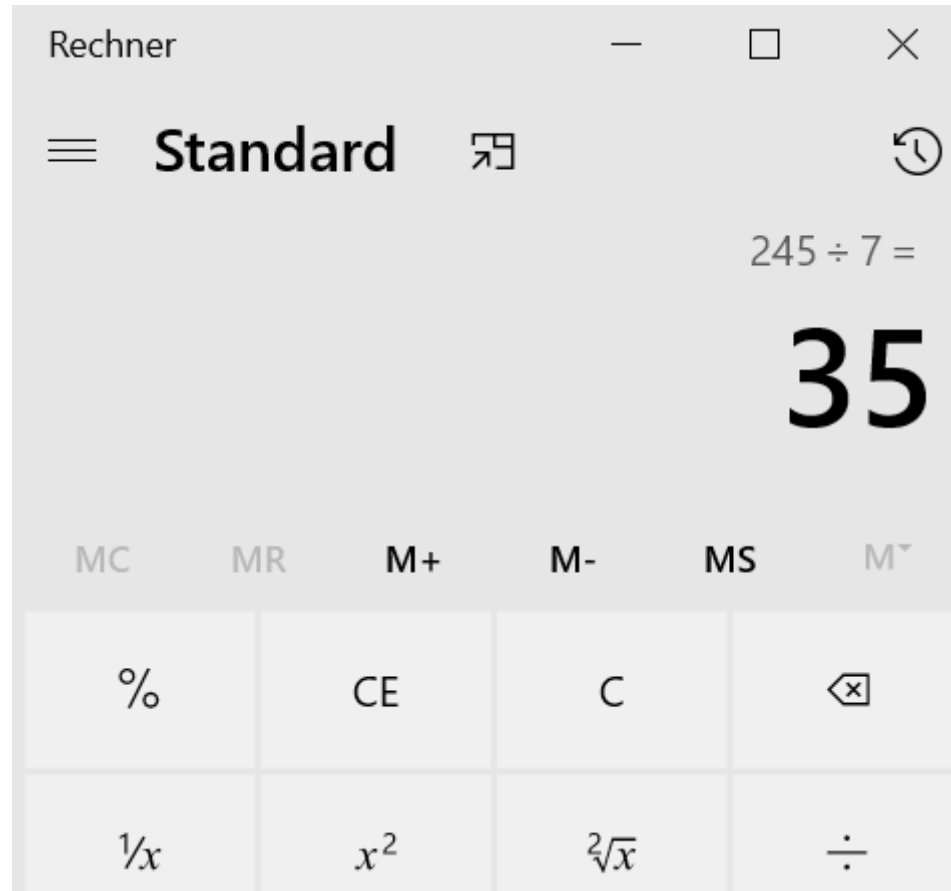 Rechner
Standard
245 ÷ 7 =
35
MC MR M+ M- MS M
% CE C
⅟x x² ²√x ÷